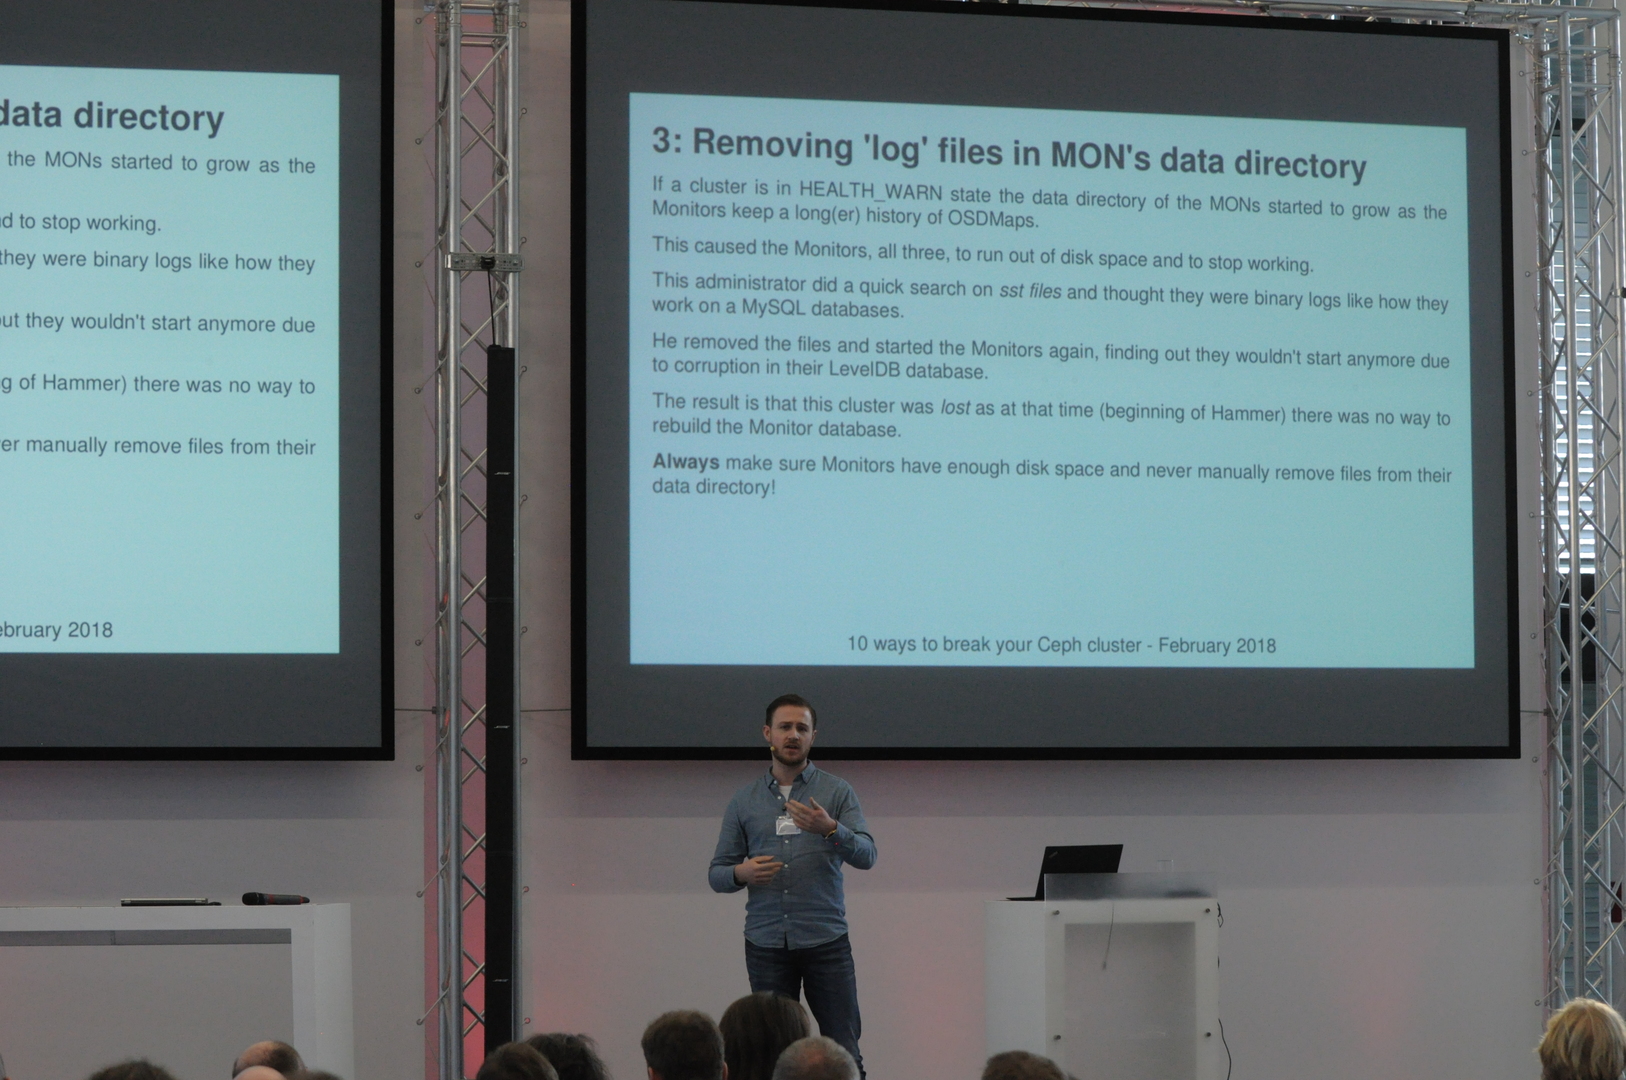 data directory
the MONs started to grow as the
d to stop working.
they were binary logs like how they
ut they wouldn't start anymore due
g of Hammer) there was no way to
er manually remove files from their
ebruary 2018
3: Removing 'log' files in MON's data directory
If a cluster is in HEALTH_WARN state the data directory of the MONs started to grow as the
Monitors keep a long(er) history of OSDMaps.
This caused the Monitors, all three, to run out of disk space and to stop working.
This administrator did a quick search on sst files and thought they were binary logs like how they
work on a MySQL databases.
He removed the files and started the Monitors again, finding out they wouldn't start anymore due
to corruption in their LevelDB database.
The result is that this cluster was lost as at that time (beginning of Hammer) there was no way to
rebuild the Monitor database.
Always make sure Monitors have enough disk space and never manually remove files from their
data directory!
10 ways to break your Ceph cluster - February 2018